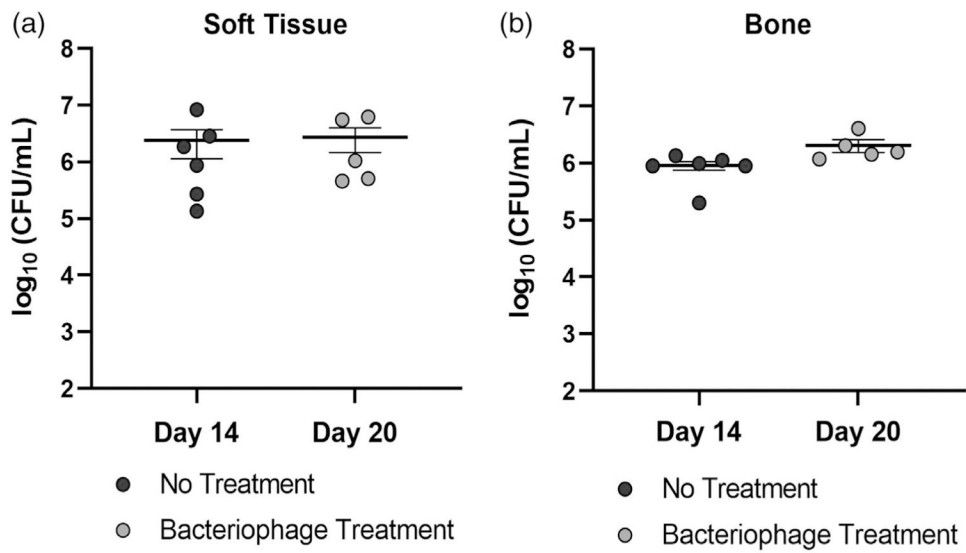 (a) Soft Tissue
8
7
6
5
4
3
2
log₁₀ (CFU/mL)
Day 14 Day 20
No Treatment
Bacteriophage Treatment
(b) Bone
8
7
6
5
4
3
2
log₁₀ (CFU/mL)
Day 14 Day 20
No Treatment
Bacteriophage Treatment